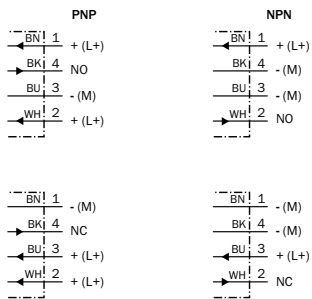 PNP
BN 1 + (L+)
BK 4 NO
BU 3 - (M)
WH 2 + (L+)
NPN
BN 1 + (L+)
BK 4 - (M)
BU 3 - (M)
WH 2 NO
BN 1 - (M)
BK 4 NC
BU 3 + (L+)
WH 2 + (L+)
BN 1 - (M)
BK 4 - (M)
BU 3 + (L+)
WH 2 NC